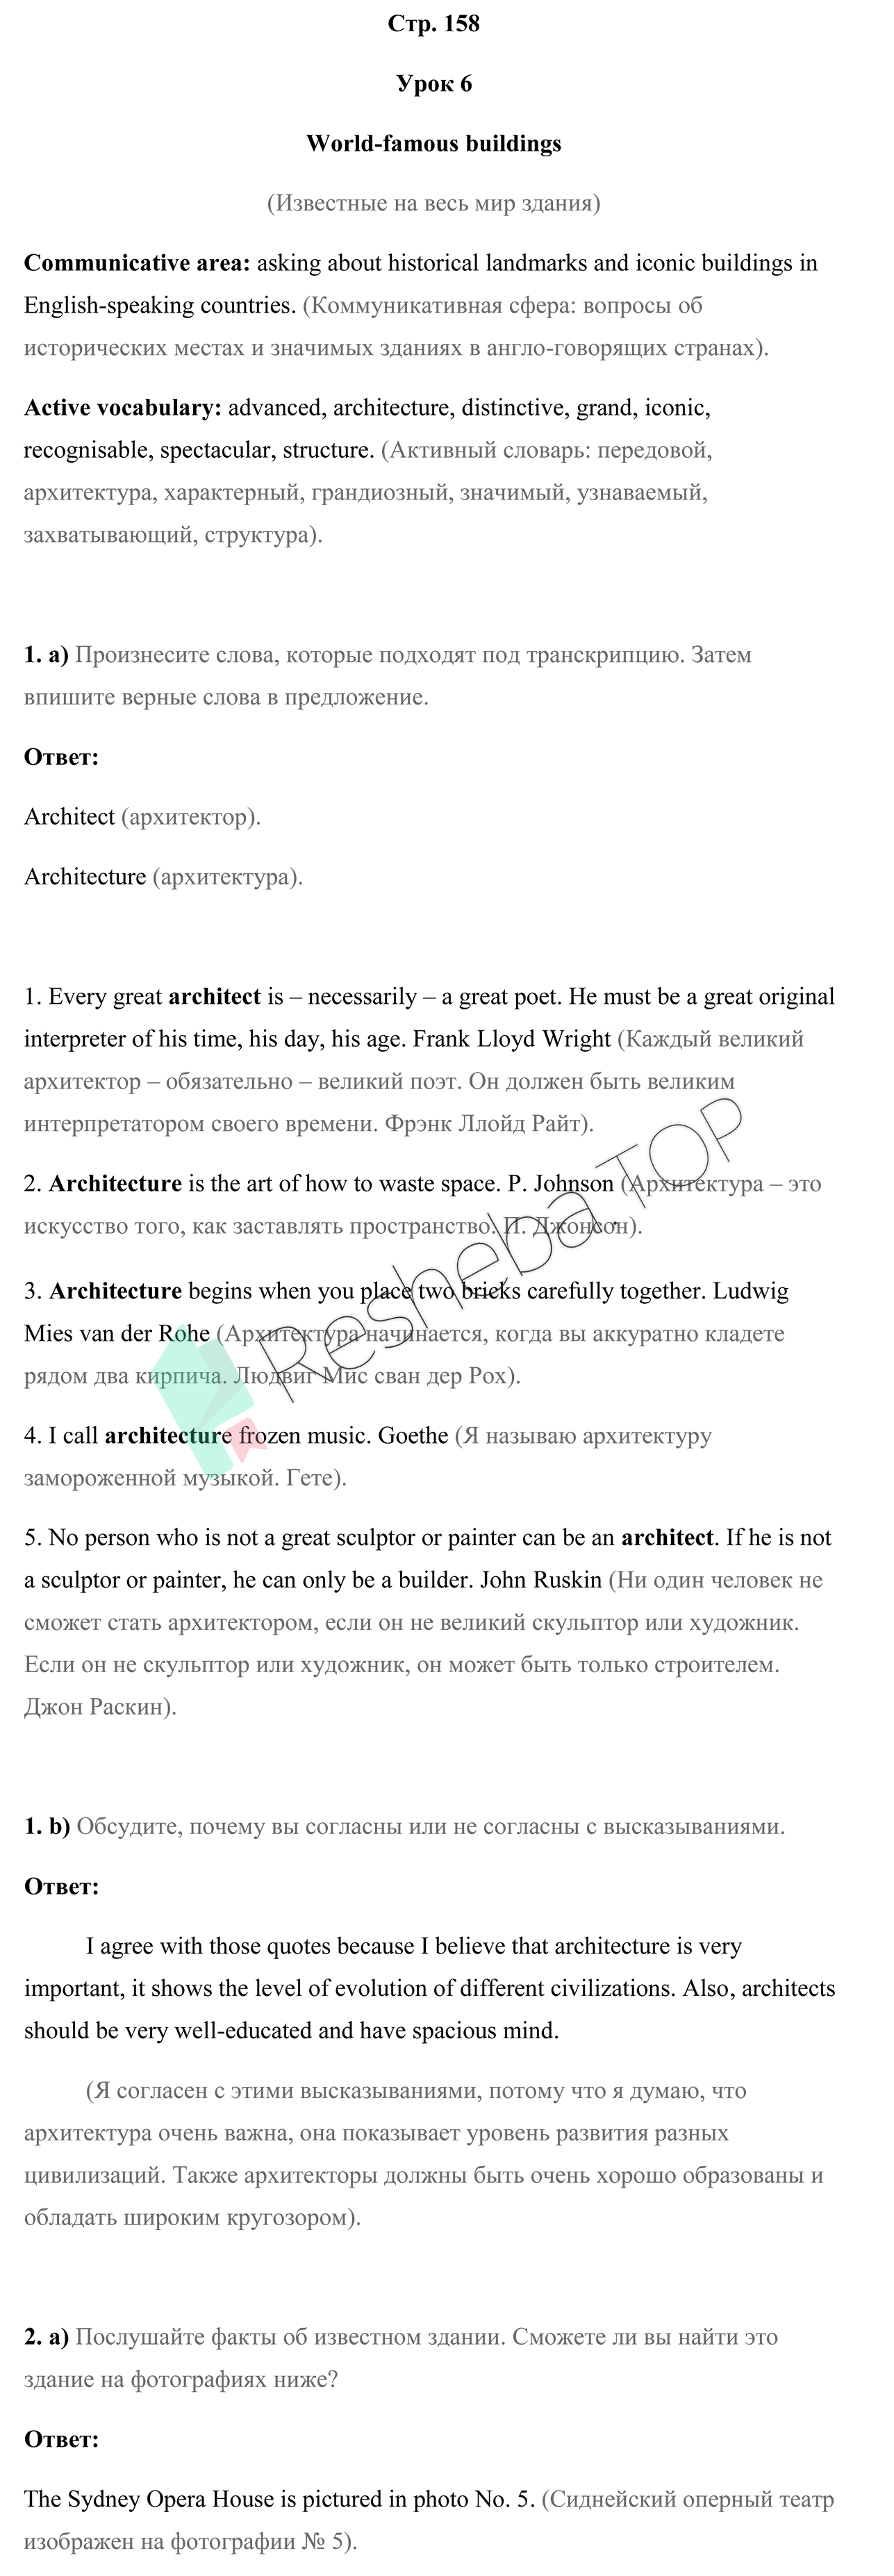 Стр. 158
Урок 6
World-famous buildings
(Известные на весь мир здания)
Communicative area: asking about historical landmarks and iconic buildings in
English-speaking countries. (Коммуникативная сфера: вопросы об
исторических местах и значимых зданиях в англо-говорящих странах).
Active vocabulary: advanced, architecture, distinctive, grand, iconic,
recognisable, spectacular, structure. (Активный словарь: передовой,
архитектура, характерный, грандиозный, значимый, узнаваемый,
захватывающий, структура).
1. a) Произнесите слова, которые подходят под транскрипцию. Затем
впишите верные слова в предложение.
Ответ:
Architect (архитектор).
Architecture (архитектура).
1. Every great architect is – necessarily – a great poet. He must be a great original
interpreter of his time, his day, his age. Frank Lloyd Wright (Каждый великий
архитектор – обязательно – великий поэт. Он должен быть великим
интерпретатором своего времени. Фрэнк Ллойд Райт).
2. Architecture is the art of how to waste space. P. Johnson (Архитектура – это
искусство того, как заставлять пространство. П. Джонсон).
3. Architecture begins when you place two bricks carefully together. Ludwig
Mies van der Rohe (Архитектура начинается, когда вы аккуратно кладете
рядом два кирпича. Людвиг Мис сван дер Рох).
4. I call architecture frozen music. Goethe (Я называю архитектуру
замороженной музыкой. Гете).
5. No person who is not a great sculptor or painter can be an architect. If he is not
a sculptor or painter, he can only be a builder. John Ruskin (Ни один человек не
сможет стать архитектором, если он не великий скульптор или художник.
Если он не скульптор или художник, он может быть только строителем.
Джон Раскин).
Resheba TOP
1. b) Обсудите, почему вы согласны или не согласны с высказываниями.
Ответ:
I agree with those quotes because I believe that architecture is very
important, it shows the level of evolution of different civilizations. Also, architects
should be very well-educated and have spacious mind.
(Я согласен с этими высказываниями, потому что я думаю, что
архитектура очень важна, она показывает уровень развития разных
цивилизаций. Также архитекторы должны быть очень хорошо образованы и
обладать широким кругозором).
2. a) Послушайте факты об известном здании. Сможете ли вы найти это
здание на фотографиях ниже?
Ответ:
The Sydney Opera House is pictured in photo No. 5. (Сиднейский оперный театр
изображен на фотографии № 5).